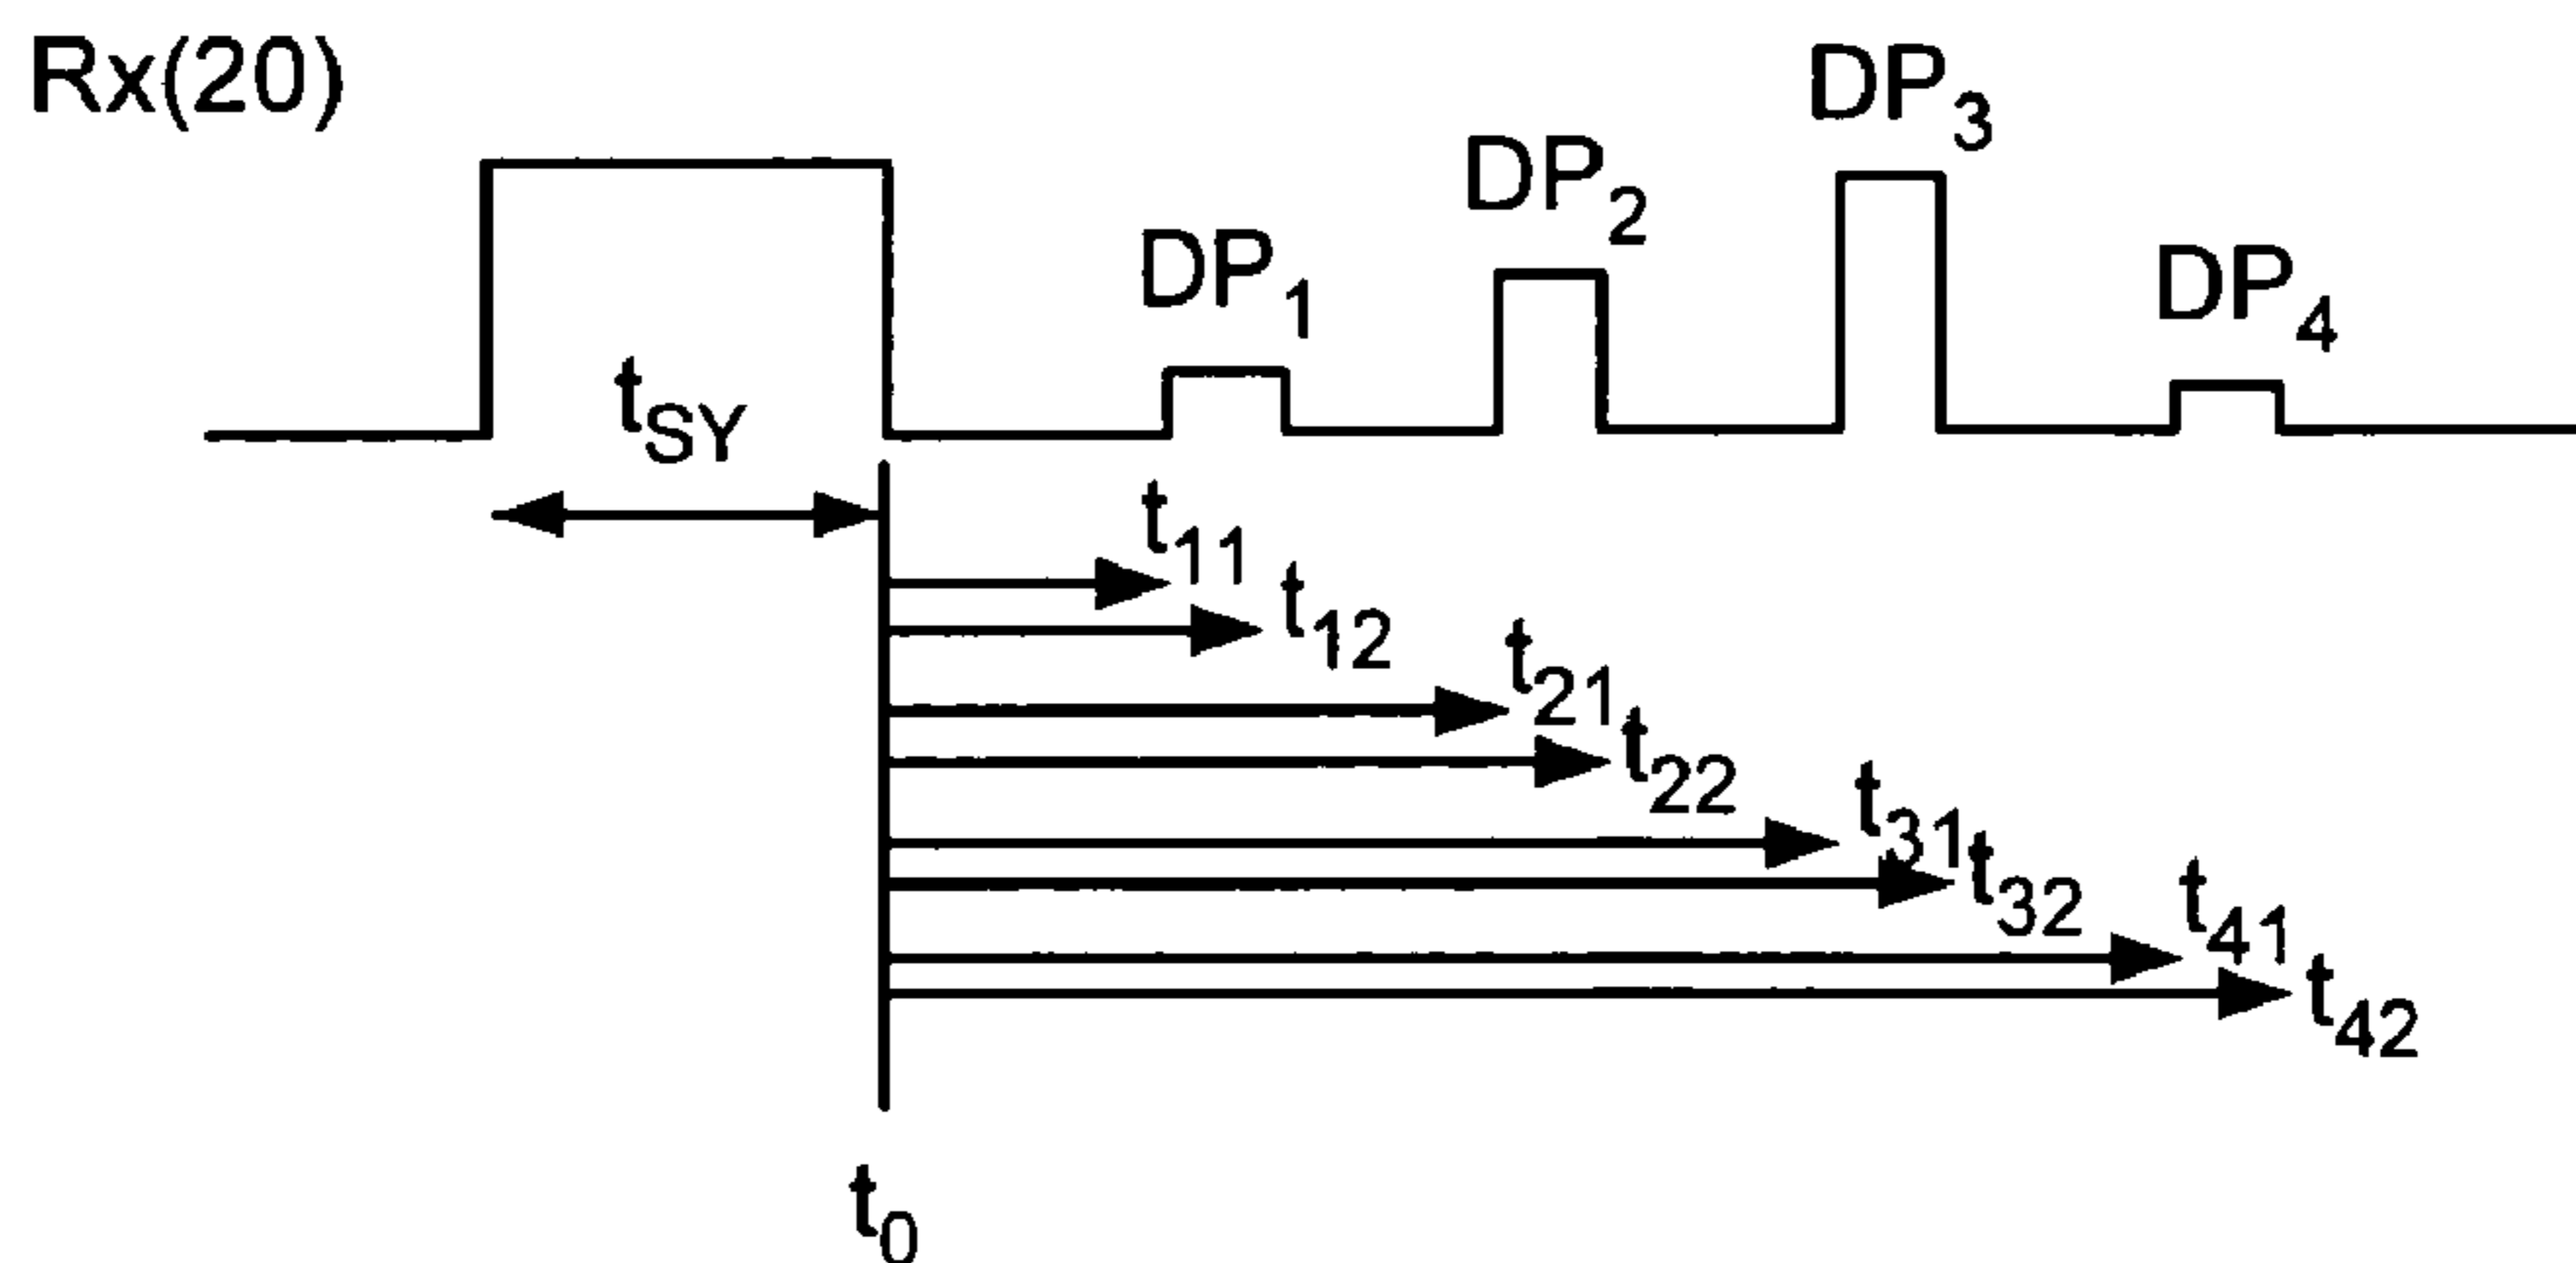 Rx(20)
DP3
DP2
DP1
DP4
tSY
t11
t12
t21
t22
t31
t32
t41
t42
t0